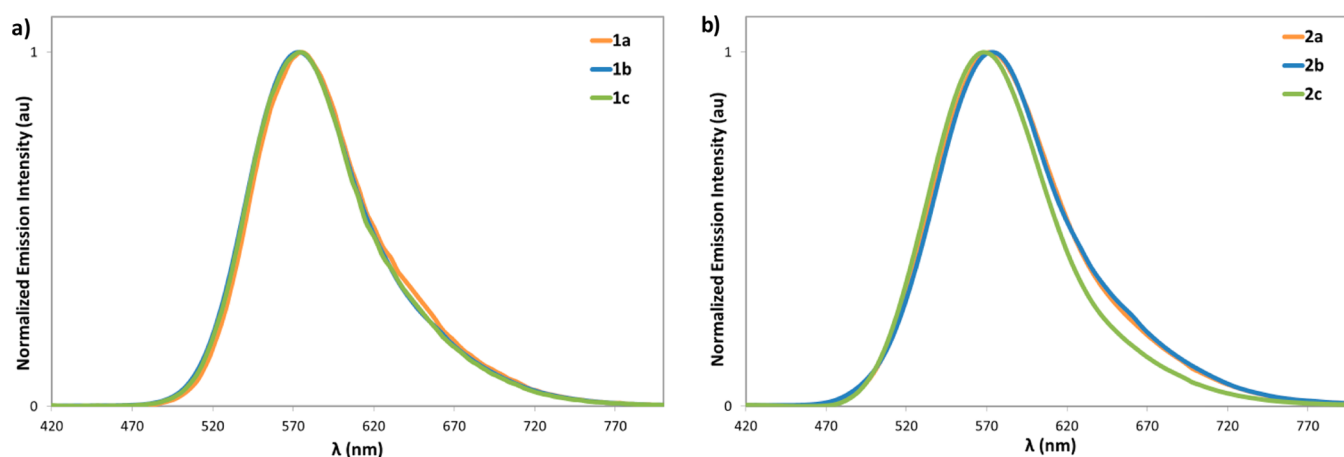 a)
1a
1b
1c
Normalized Emission Intensity (au)
1
0
420 470 520 570 620 670 720 770
λ (nm)
b)
2a
2b
2c
Normalized Emission Intensity (au)
1
0
420 470 520 570 620 670 720 770
λ (nm)